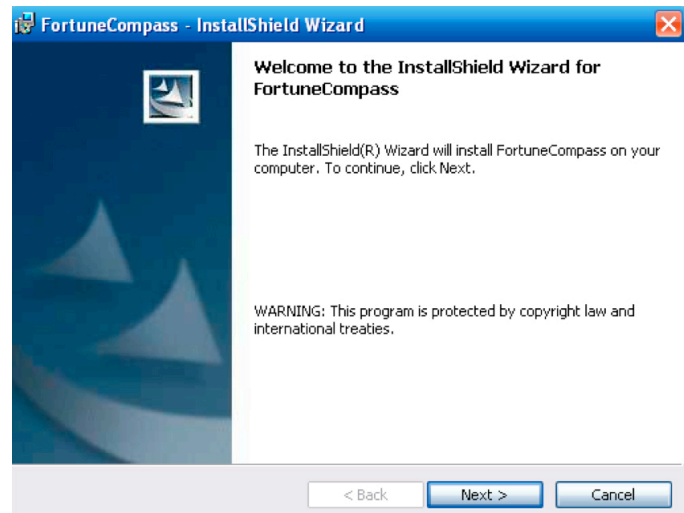 FortuneCompass - InstallShield Wizard
Welcome to the InstallShield Wizard for
FortuneCompass
The InstallShield(R) Wizard will install FortuneCompass on your
computer. To continue, click Next.
WARNING: This program is protected by copyright law and
international treaties.
< Back
Next >
Cancel